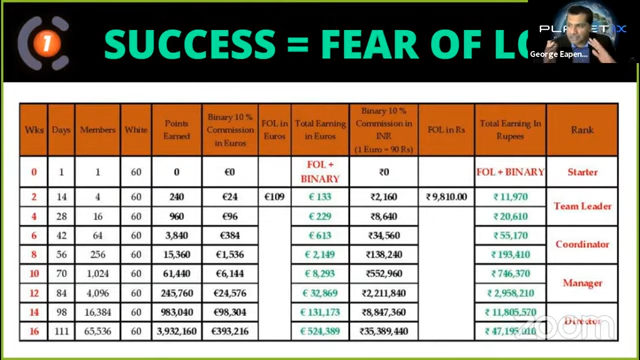 1
SUCCESS = FEAR OF LO
PLANET IX
George Eapen...
Wks Days Members White Points Earned Binary 10% Commission in Euros FOL in Euros Total Earning in Euros Binary 10% Commission in INR (1 Euro = 90 Rs) FOL in Rs Total Earning in Rupees Rank
0 1 1 60 0 €0 FOL + BINARY ₹0 FOL + BINARY Starter
2 14 4 60 240 €24 €109 € 133 ₹2,160 ₹ 9,810.00 ₹ 11,970 Team Leader
4 28 16 60 960 €96 € 229 ₹8,640 ₹ 20,610
6 42 64 60 3,840 €384 € 613 ₹34,560 ₹ 55,170 Coordinator
8 56 256 60 15,360 €1,536 € 2,149 ₹138,240 ₹ 193,410
10 70 1,024 60 61,440 €6,144 € 8,293 ₹552,960 ₹ 746,370 Manager
12 84 4,096 60 245,760 €24,576 € 32,869 ₹2,211,840 ₹ 2,958,210
14 98 16,384 60 983,040 €98,304 € 131,173 ₹8,847,360 ₹ 11,805,570 Director
16 111 65,536 60 3,932,160 €393,216 € 524,389 ₹35,389,440
zoom